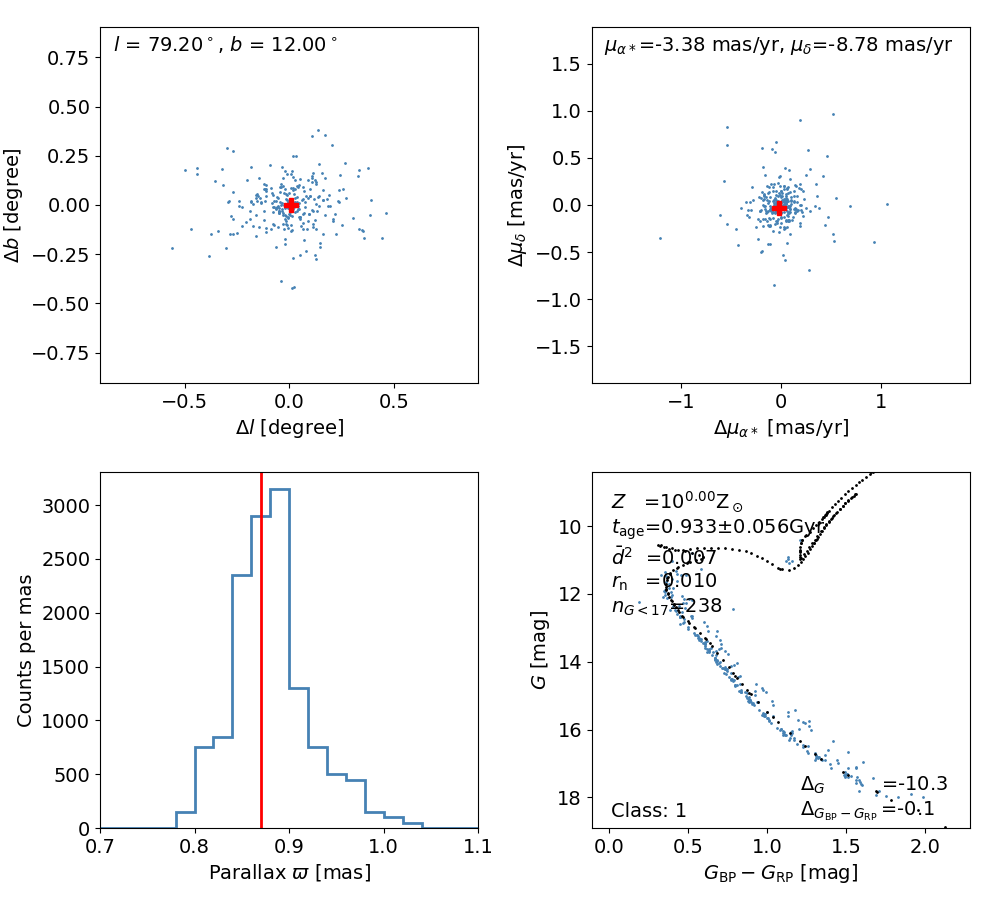 l = 79.20°, b = 12.00°
0.75
0.50
0.25
0.00
−0.25
−0.50
−0.75
Δb [degree]
−0.5
0.0
0.5
Δl [degree]
μα*=-3.38 mas/yr, μδ=-8.78 mas/yr
1.5
1.0
0.5
0.0
−0.5
−1.0
−1.5
Δμδ [mas/yr]
−1
0
1
Δμα* [mas/yr]
3000
2500
2000
1500
1000
500
0
Counts per mas
0.7
0.8
0.9
1.0
1.1
Parallax ϖ [mas]
Z =10^0.00 Z⊙
t_age=0.933±0.056Gyr
d̄² =0.007
r_n =0.010
n_G<17=238
10
12
14
16
18
G [mag]
Δ_G =-10.3
Δ_GBP−GRP =-0.1
Class: 1
0.0
0.5
1.0
1.5
2.0
G_BP − G_RP [mag]